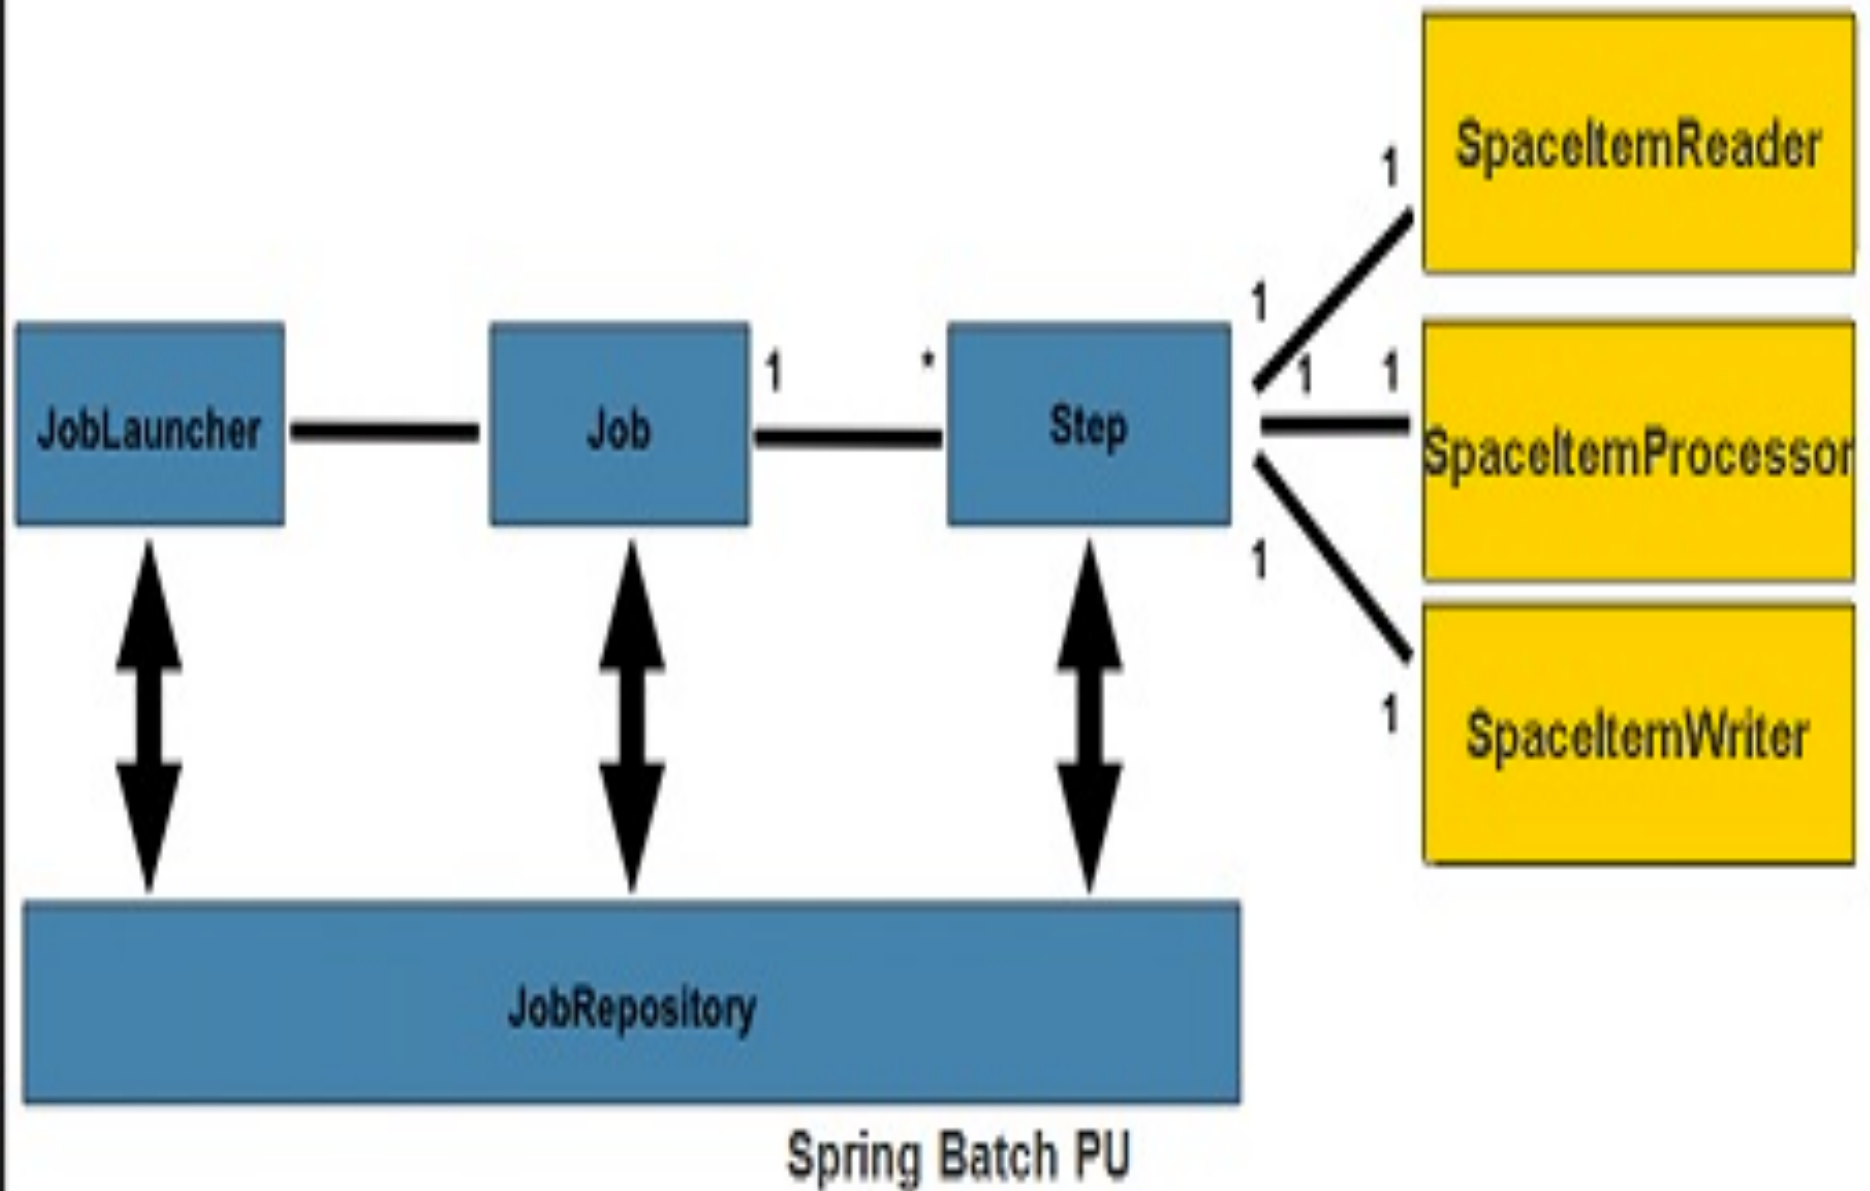 SpaceItemReader
1
1
JobLauncher
Job
1
*
Step
1
1
SpaceItemProcessor
1
1
SpaceItemWriter
JobRepository
Spring Batch PU